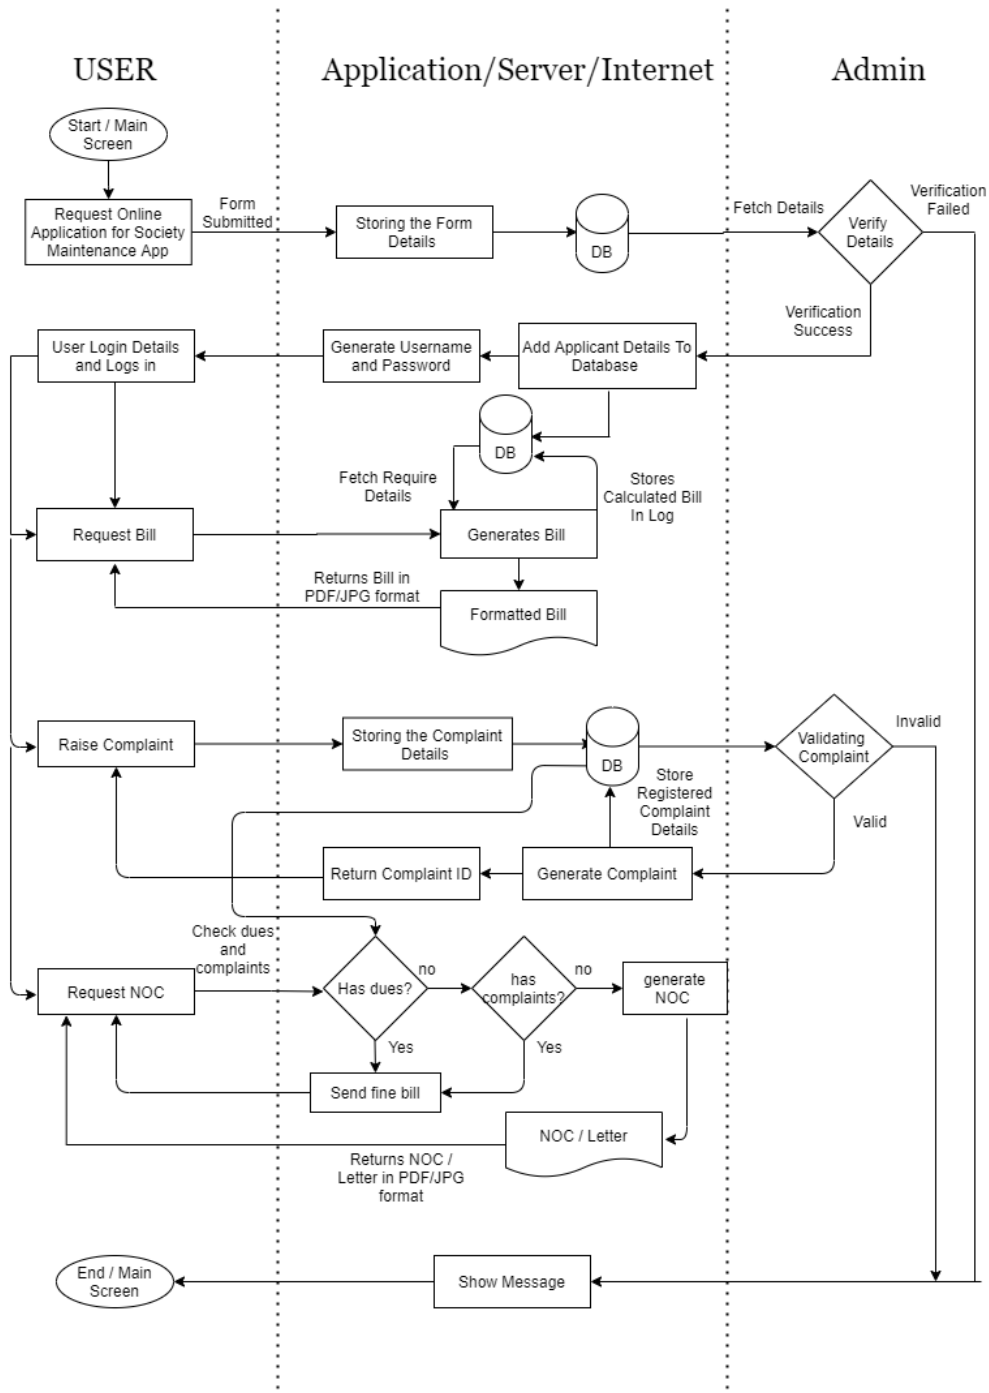 USER
Application/Server/Internet
Admin
Start / Main
Screen
Request Online
Application for Society
Maintenance App
Form
Submitted
Storing the Form
Details
DB
Fetch Details
Verify
Details
Verification
Failed
Verification
Success
User Login Details
and Logs in
Generate Username
and Password
Add Applicant Details To
Database
DB
Fetch Require
Details
Stores
Calculated Bill
In Log
Request Bill
Generates Bill
Returns Bill in
PDF/JPG format
Formatted Bill
Raise Complaint
Storing the Complaint
Details
DB
Validating
Complaint
Invalid
Store
Registered
Complaint
Details
Valid
Return Complaint ID
Generate Complaint
Check dues
and
complaints
Request NOC
Has dues?
no
has
complaints?
no
generate
NOC
Yes
Yes
Send fine bill
NOC / Letter
Returns NOC /
Letter in PDF/JPG
format
End / Main
Screen
Show Message